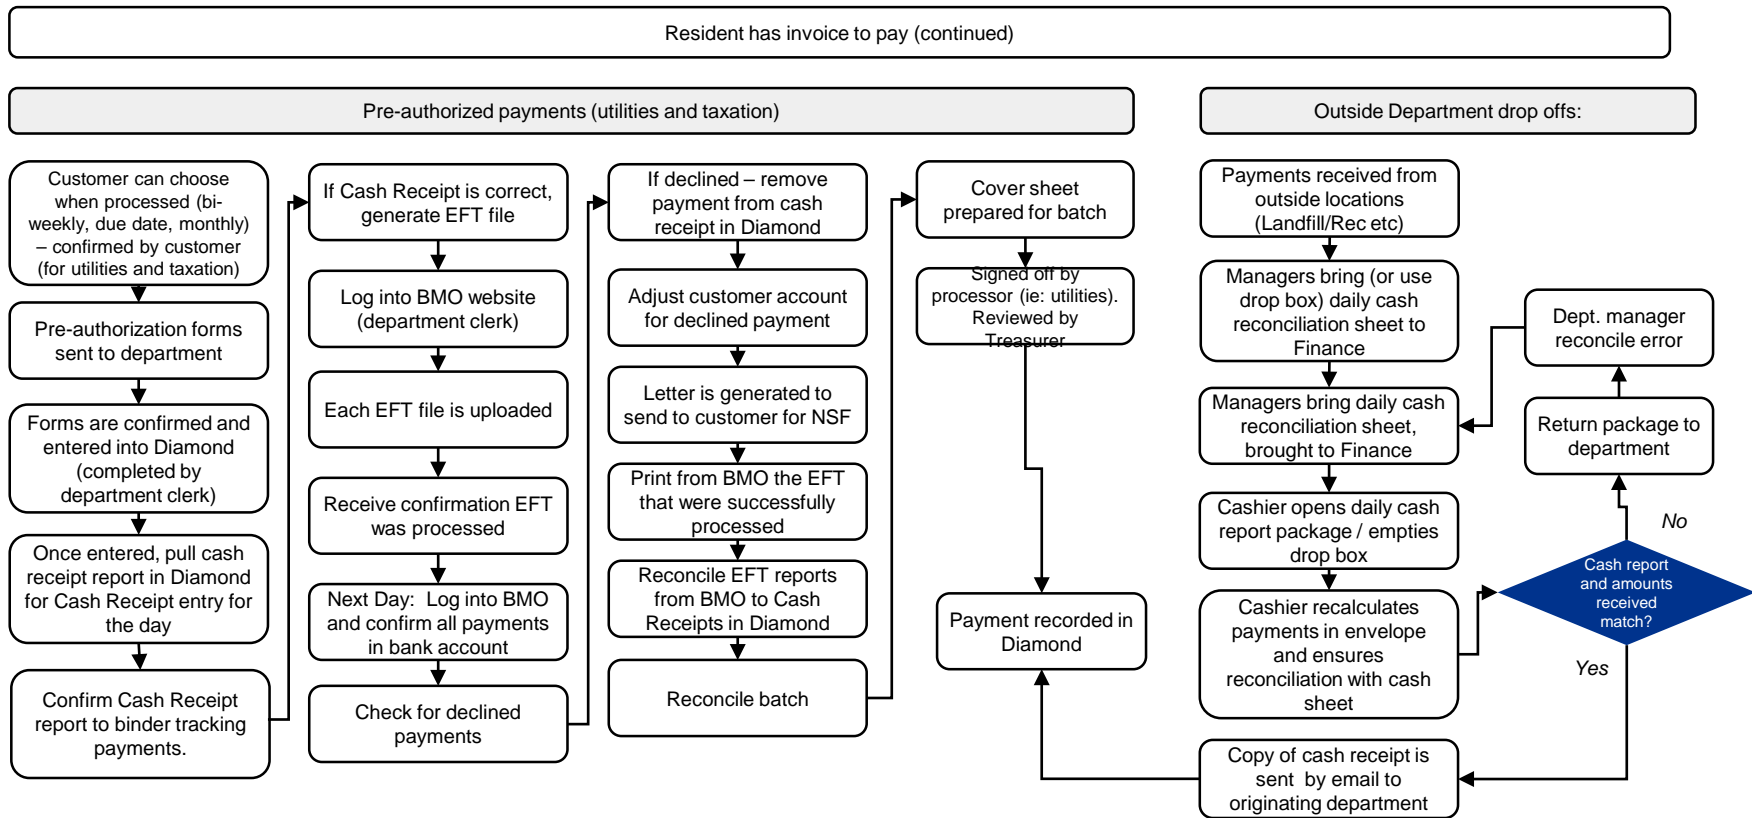 Resident has invoice to pay (continued)
Pre-authorized payments (utilities and taxation)
Outside Department drop offs:
Customer can choose
when processed (bi-
weekly, due date, monthly)
– confirmed by customer
(for utilities and taxation)
Pre-authorization forms
sent to department
Forms are confirmed and
entered into Diamond
(completed by
department clerk)
Once entered, pull cash
receipt report in Diamond
for Cash Receipt entry for
the day
Confirm Cash Receipt
report to binder tracking
payments.
If Cash Receipt is correct,
generate EFT file
Log into BMO website
(department clerk)
Each EFT file is uploaded
Receive confirmation EFT
was processed
Next Day: Log into BMO
and confirm all payments
in bank account
Check for declined
payments
If declined – remove
payment from cash
receipt in Diamond
Adjust customer account
for declined payment
Letter is generated to
send to customer for NSF
Print from BMO the EFT
that were successfully
processed
Reconcile EFT reports
from BMO to Cash
Receipts in Diamond
Reconcile batch
Cover sheet
prepared for batch
Signed off by
processor (ie: utilities).
Reviewed by
Treasurer
Payment recorded in
Diamond
Payments received from
outside locations
(Landfill/Rec etc)
Managers bring (or use
drop box) daily cash
reconciliation sheet to
Finance
Managers bring daily cash
reconciliation sheet,
brought to Finance
Cashier opens daily cash
report package / empties
drop box
Cashier recalculates
payments in envelope
and ensures
reconciliation with cash
sheet
Copy of cash receipt is
sent by email to
originating department
Dept. manager
reconcile error
Return package to
department
No
Cash report
and amounts
received
match?
Yes